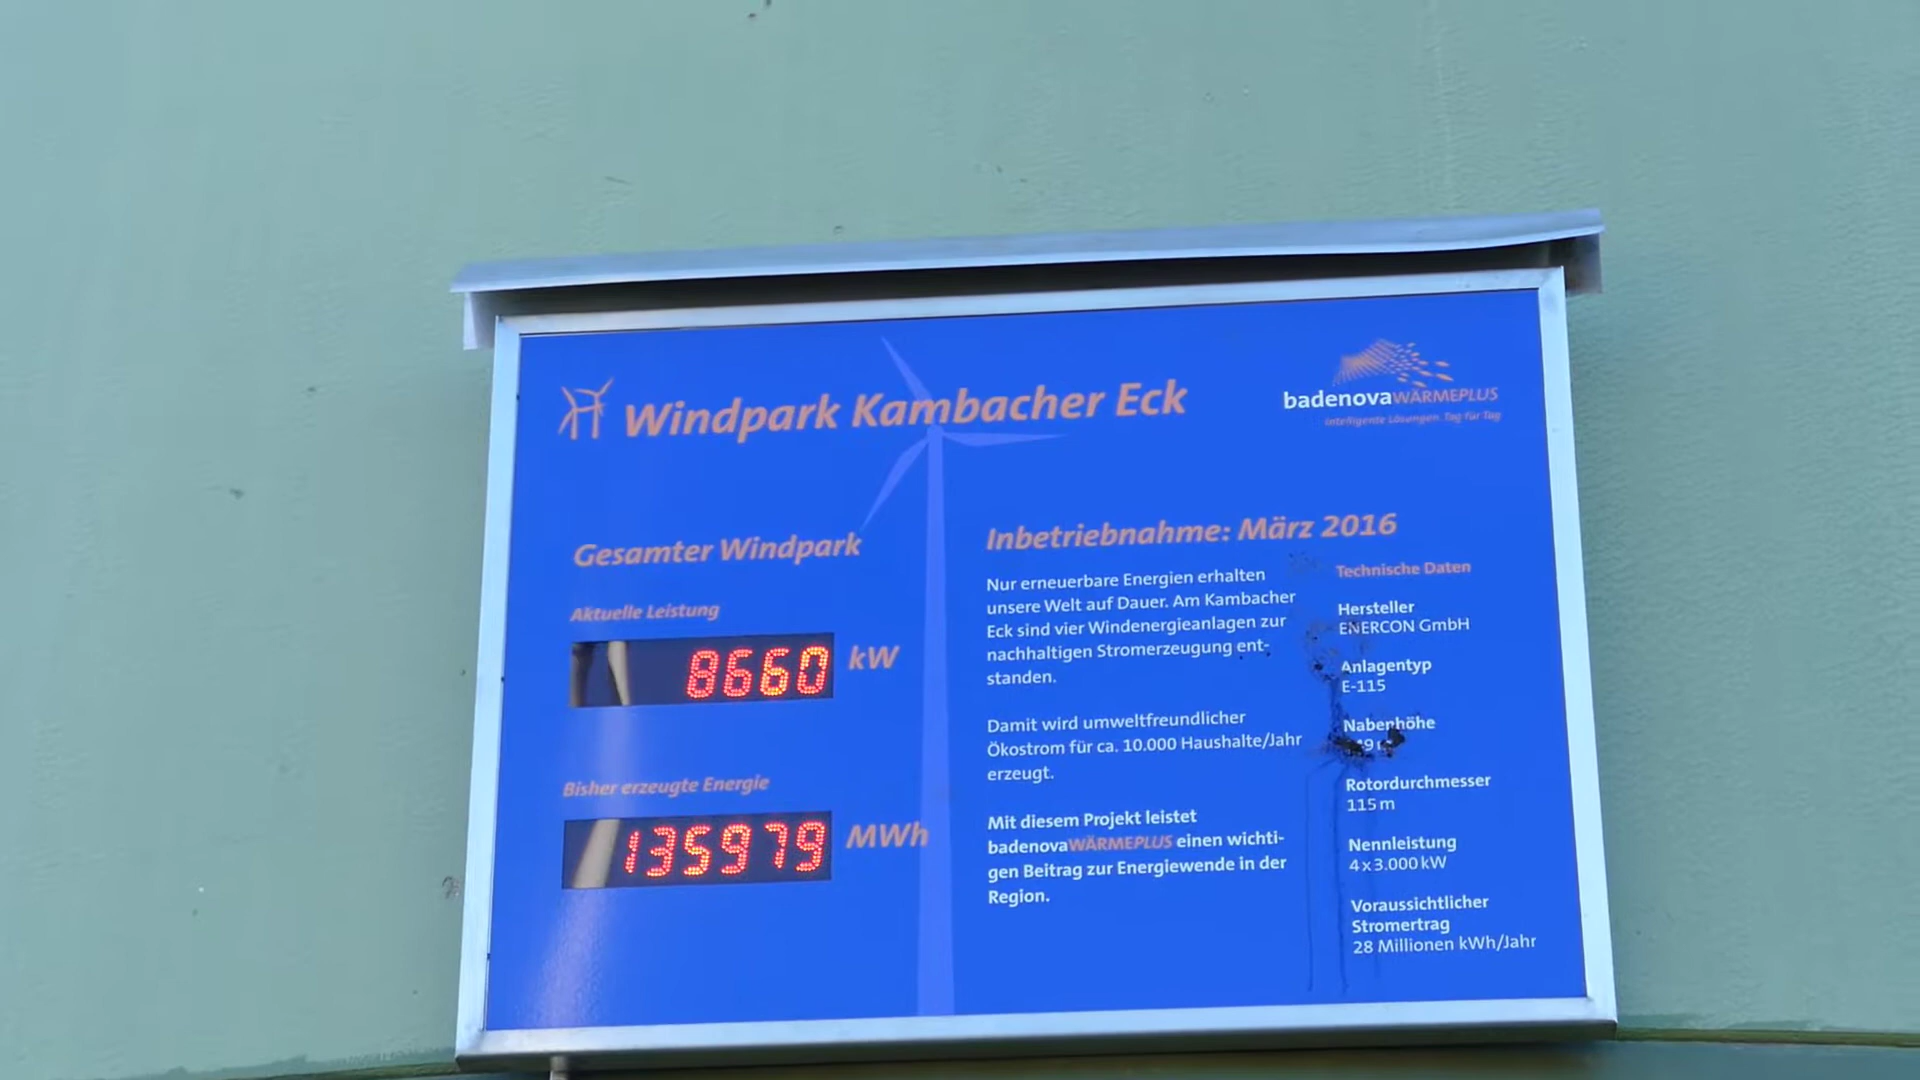 Windpark Kambacher Eck
badenovaWÄRMEPLUS
Intelligente Lösungen. Tag für Tag
Gesamter Windpark
Aktuelle Leistung
8660 kW
Bisher erzeugte Energie
135979 MWh
Inbetriebnahme: März 2016
Nur erneuerbare Energien erhalten
unsere Welt auf Dauer. Am Kambacher
Eck sind vier Windenergieanlagen zur
nachhaltigen Stromerzeugung ent-
standen.
Damit wird umweltfreundlicher
Ökostrom für ca. 10.000 Haushalte/Jahr
erzeugt.
Mit diesem Projekt leistet
badenovaWÄRMEPLUS einen wichti-
gen Beitrag zur Energiewende in der
Region.
Technische Daten
Hersteller
ENERCON GmbH
Anlagentyp
E-115
Nabenhöhe
Rotordurchmesser
115 m
Nennleistung
4 x 3.000 kW
Voraussichtlicher
Stromertrag
28 Millionen kWh/Jahr